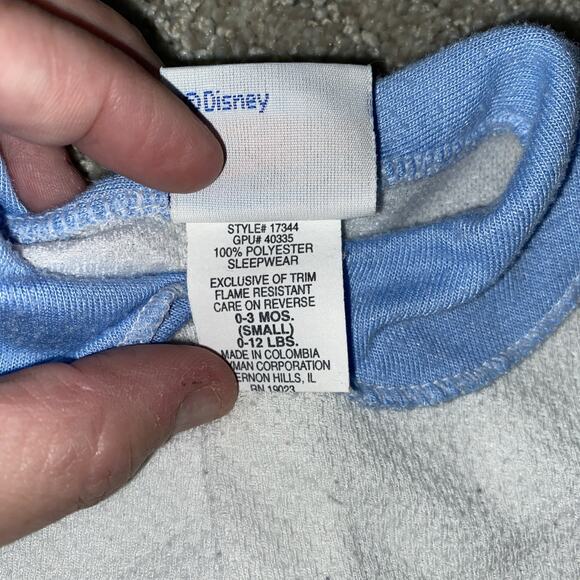 ©Disney
STYLE# 17344
GPU# 40335
100% POLYESTER
SLEEPWEAR
EXCLUSIVE OF TRIM
FLAME RESISTANT
CARE ON REVERSE
0-3 MOS.
(SMALL)
0-12 LBS.
MADE IN COLOMBIA
CORPORATION
HILLS, IL
RN 19023